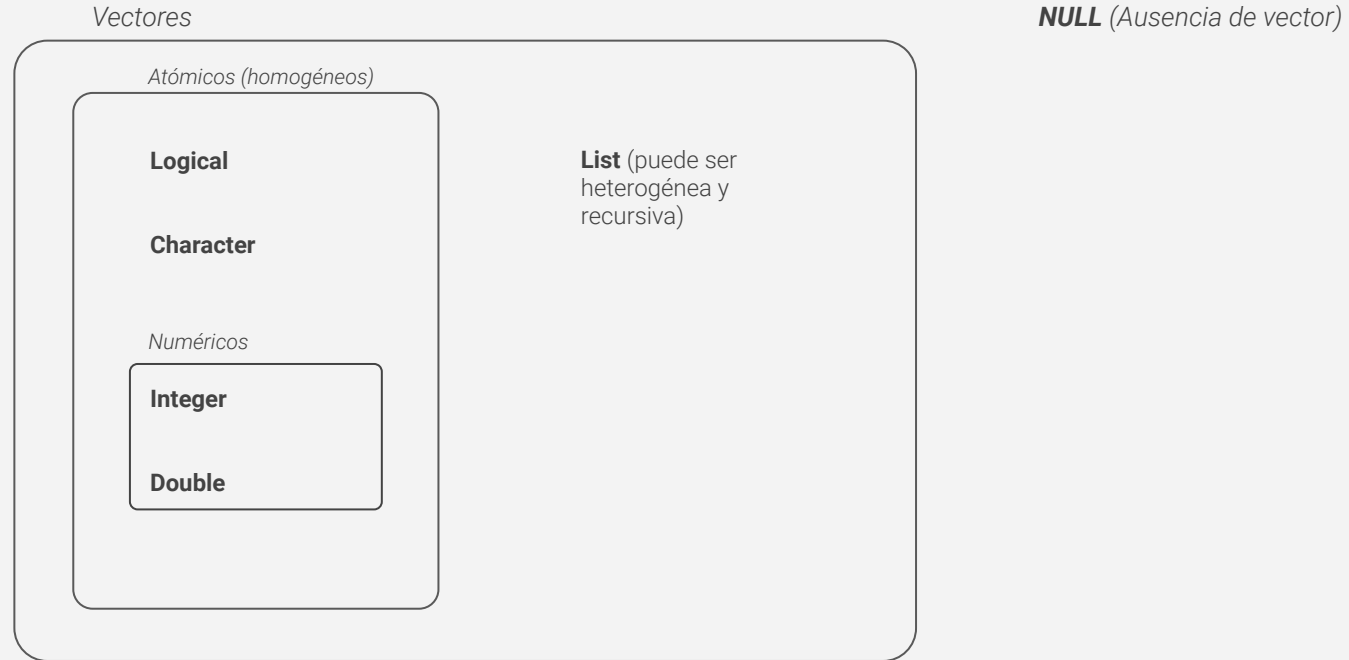 Vectores
NULL (Ausencia de vector)
Atómicos (homogéneos)
Logical
Character
Numéricos
Integer
Double
List (puede ser
heterogénea y
recursiva)